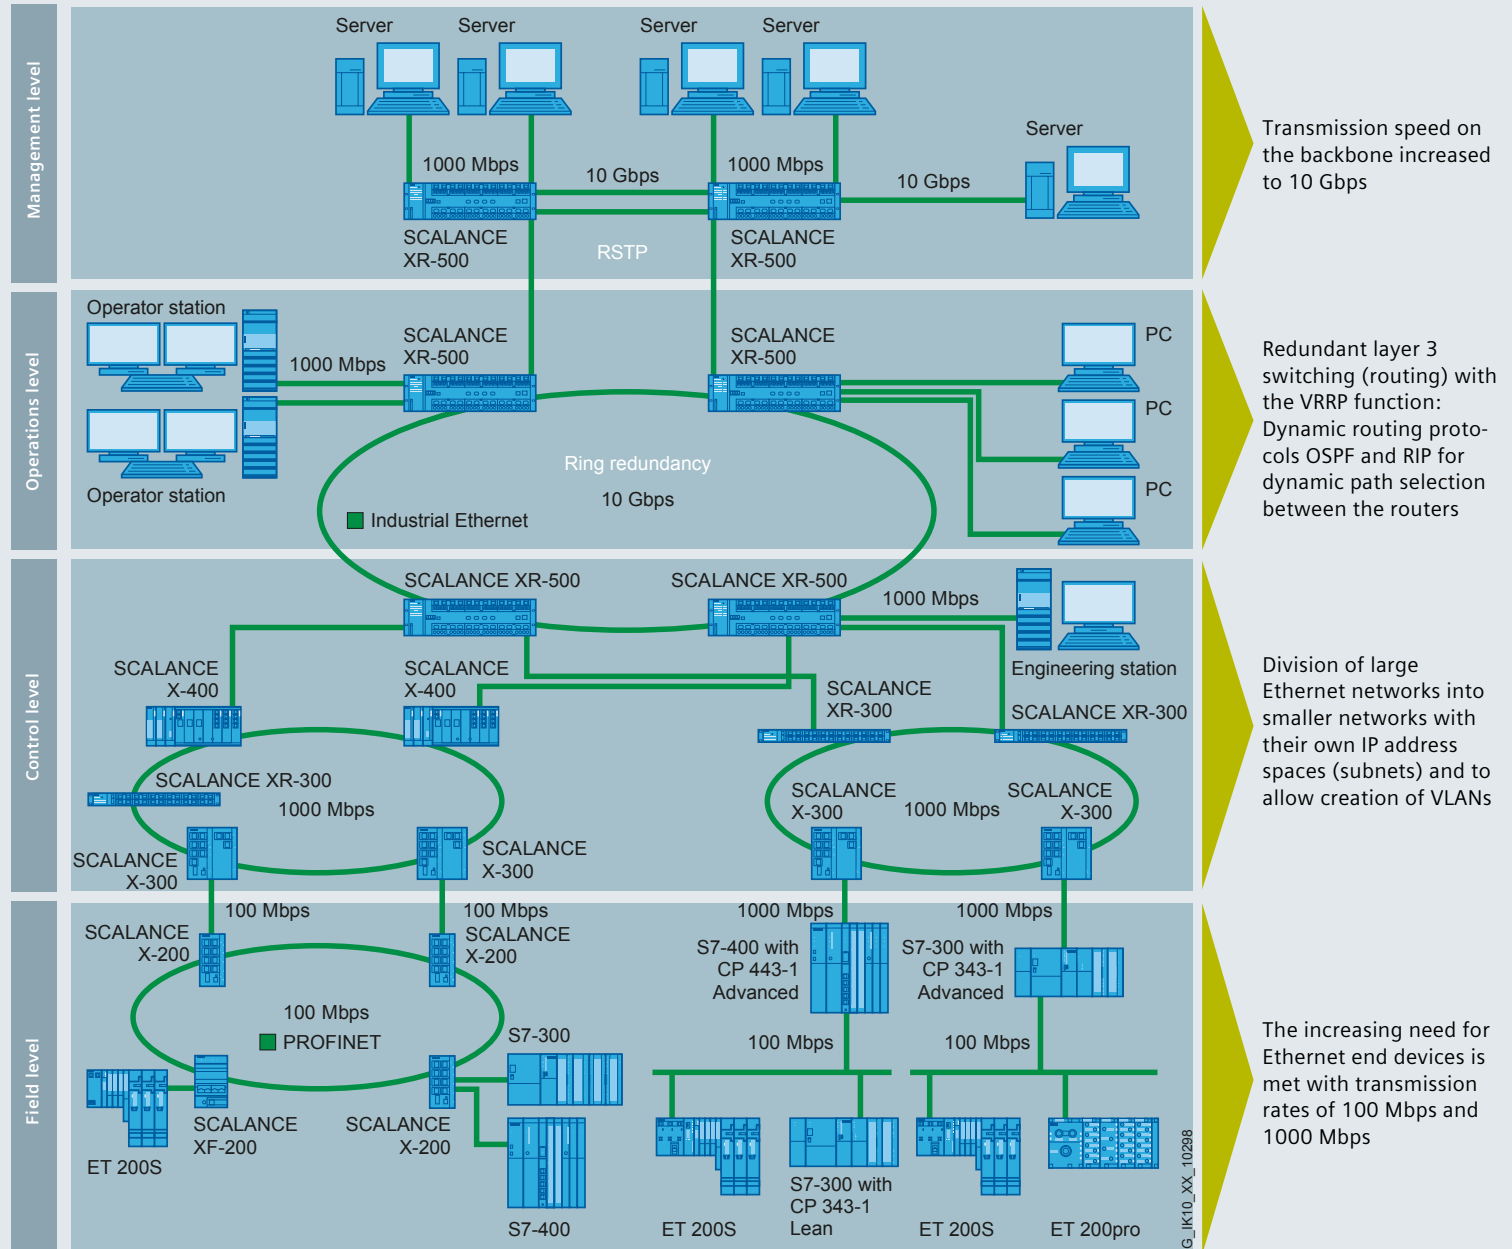 Management level
Server
Server
Server
Server
Server
1000 Mbps
10 Gbps
1000 Mbps
10 Gbps
SCALANCE
XR-500
RSTP
SCALANCE
XR-500
Transmission speed on
the backbone increased
to 10 Gbps
Operations level
Operator station
1000 Mbps
Operator station
SCALANCE
XR-500
SCALANCE
XR-500
PC
PC
PC
Ring redundancy
10 Gbps
Industrial Ethernet
Redundant layer 3
switching (routing) with
the VRRP function:
Dynamic routing proto-
cols OSPF and RIP for
dynamic path selection
between the routers
Control level
SCALANCE XR-500
SCALANCE XR-500
1000 Mbps
Engineering station
SCALANCE
X-400
SCALANCE
X-400
SCALANCE
XR-300
SCALANCE XR-300
SCALANCE XR-300
1000 Mbps
SCALANCE
X-300
SCALANCE
X-300
SCALANCE
X-300
1000 Mbps
SCALANCE
X-300
Division of large
Ethernet networks into
smaller networks with
their own IP address
spaces (subnets) and to
allow creation of VLANs
Field level
100 Mbps
100 Mbps
1000 Mbps
1000 Mbps
SCALANCE
X-200
SCALANCE
X-200
S7-400 with
CP 443-1
Advanced
S7-300 with
CP 343-1
Advanced
100 Mbps
PROFINET
S7-300
100 Mbps
100 Mbps
ET 200S
SCALANCE
XF-200
SCALANCE
X-200
S7-400
ET 200S
S7-300 with
CP 343-1
Lean
ET 200S
ET 200pro
G_IK10_XX_10298
The increasing need for
Ethernet end devices is
met with transmission
rates of 100 Mbps and
1000 Mbps